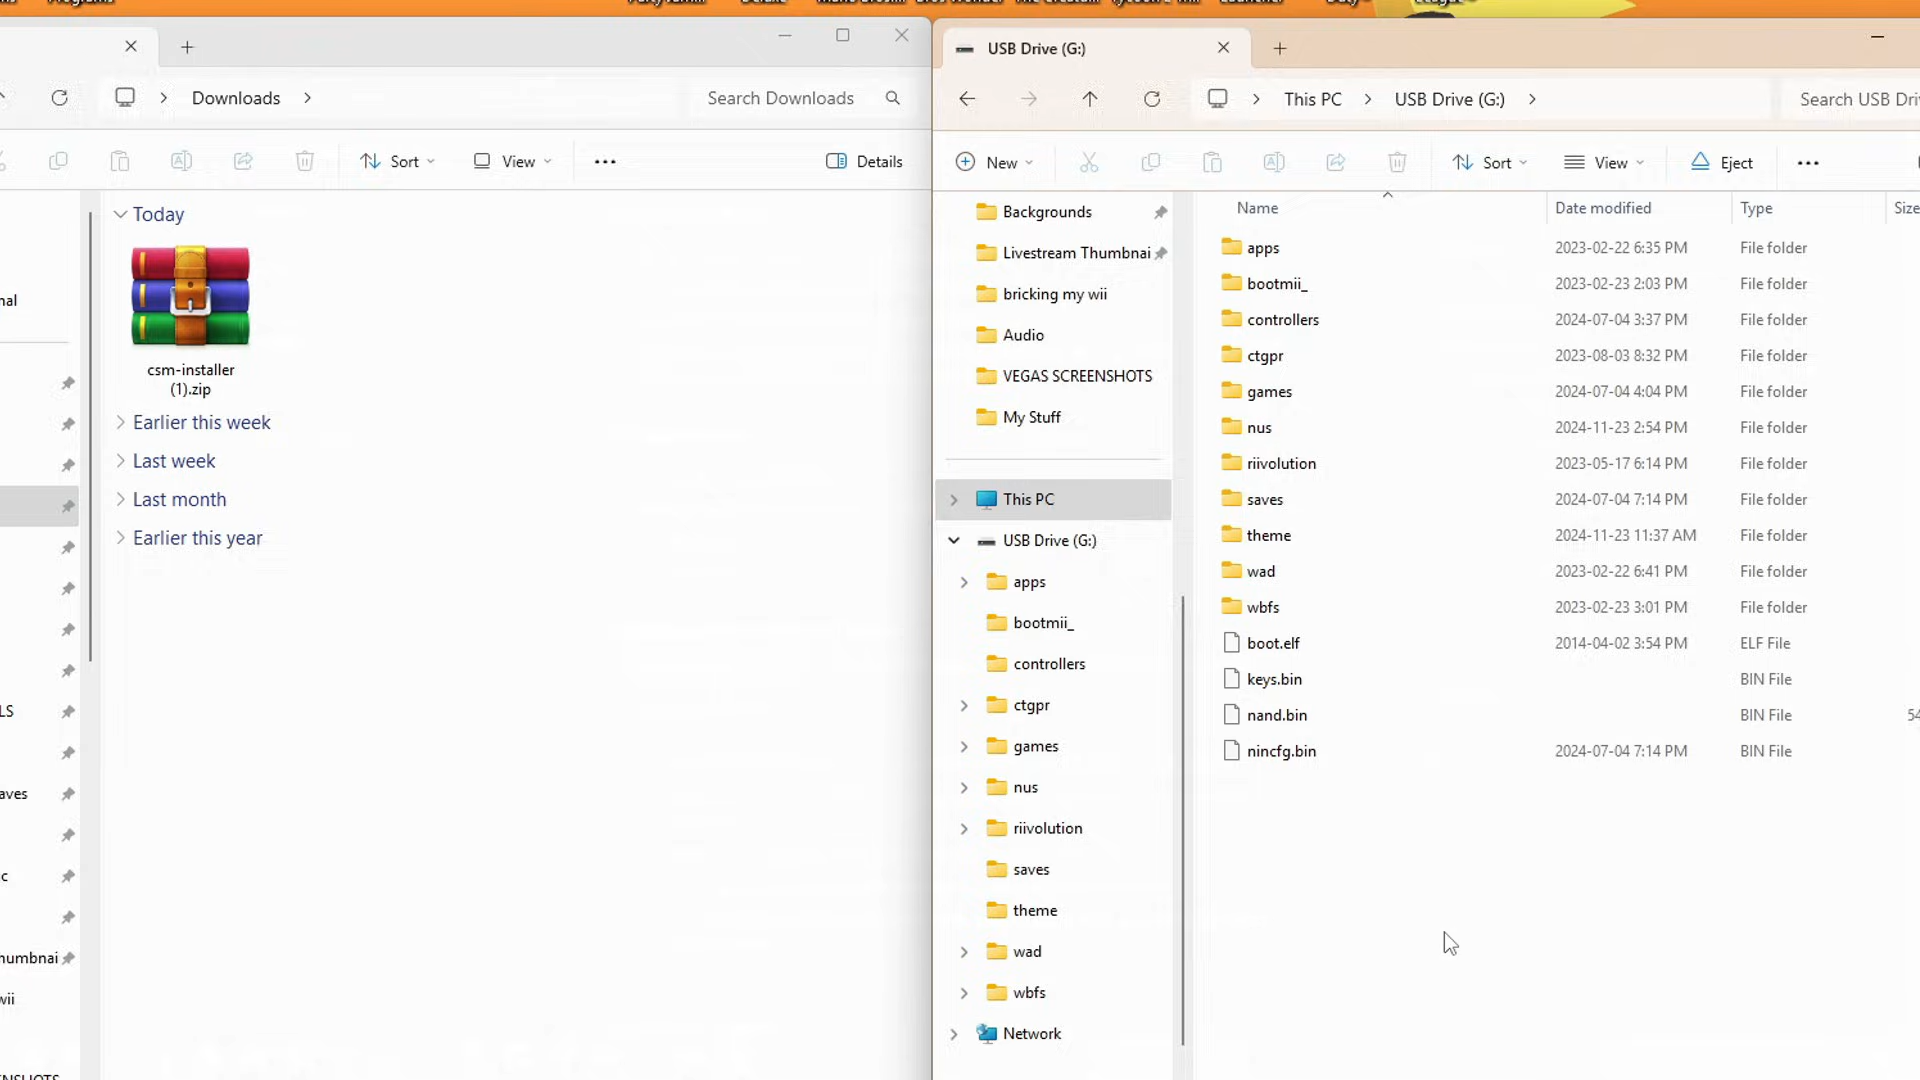 Programs
USB Drive (G:)
Downloads
Search Downloads
This PC
USB Drive (G:)
Sort
View
Details
New
Sort
View
Eject
Today
csm-installer
(1).zip
Earlier this week
Last week
Last month
Earlier this year
nal
LS
aves
c
humbnai
wii
ENSHOTS
Backgrounds
Livestream Thumbnai
bricking my wii
Audio
VEGAS SCREENSHOTS
My Stuff
This PC
USB Drive (G:)
apps
bootmii_
controllers
ctgpr
games
nus
riivolution
saves
theme
wad
wbfs
Network
Name Date modified Type Size
apps 2023-02-22 6:35 PM File folder
bootmii_ 2023-02-23 2:03 PM File folder
controllers 2024-07-04 3:37 PM File folder
ctgpr 2023-08-03 8:32 PM File folder
games 2024-07-04 4:04 PM File folder
nus 2024-11-23 2:54 PM File folder
riivolution 2023-05-17 6:14 PM File folder
saves 2024-07-04 7:14 PM File folder
theme 2024-11-23 11:37 AM File folder
wad 2023-02-22 6:41 PM File folder
wbfs 2023-02-23 3:01 PM File folder
boot.elf 2014-04-02 3:54 PM ELF File
keys.bin BIN File
nand.bin BIN File 54
nincfg.bin 2024-07-04 7:14 PM BIN File